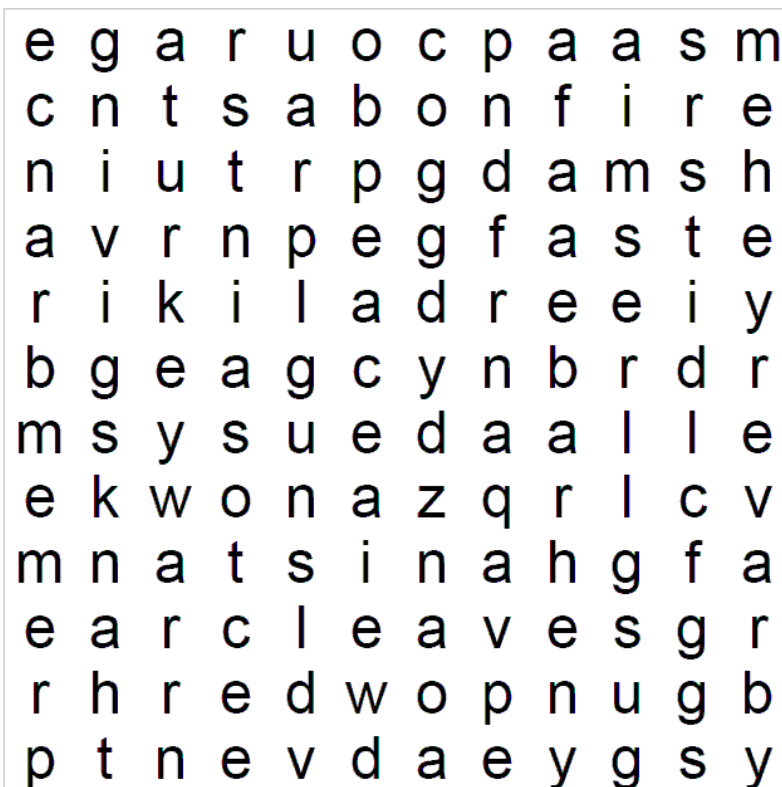 e g a r u o c p a a s m
c n t s a b o n f i r e
n i u t r p g d a m s h
a v r n p e g f a s t e
r i k i l a d r e e i y
b g e a g c y n b r d r
m s y s u e d a a l l e
e k w o n a z q r l c v
m n a t s i n a h g f a
e a r c l e a v e s g r
r h r e d w o p n u g b
p t n e v d a e y g s y